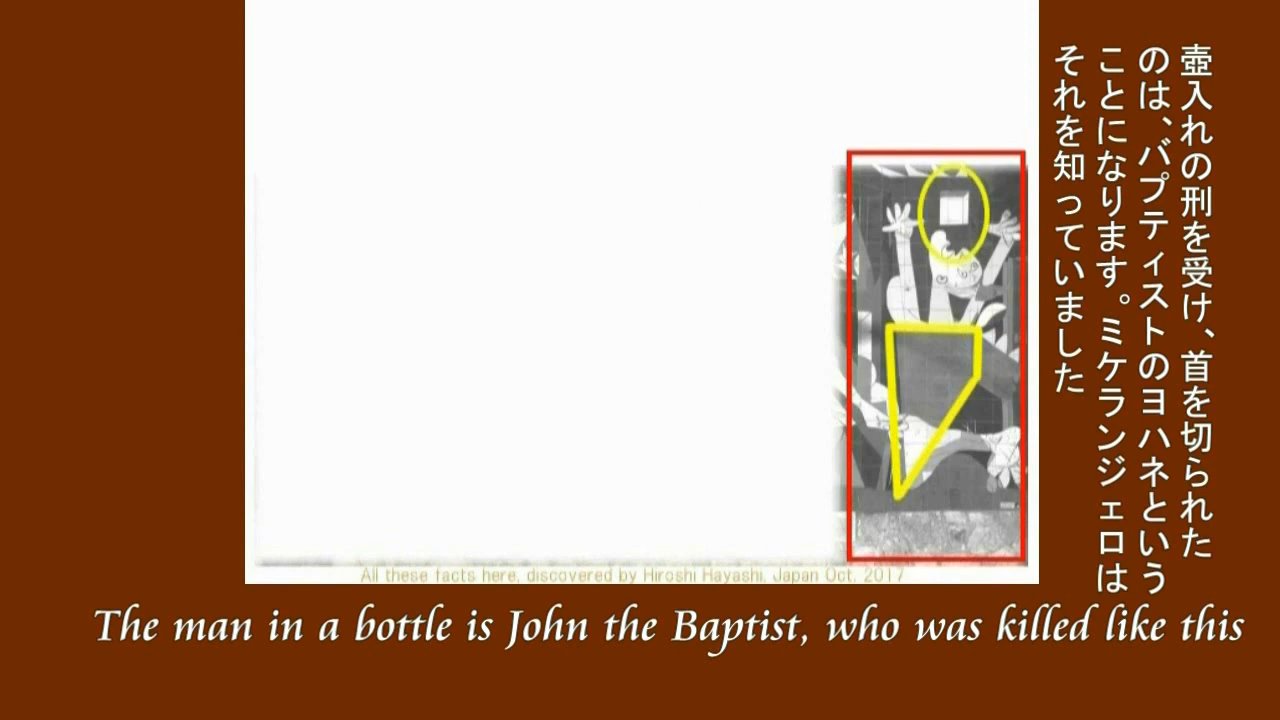 壺入れの刑を受け、首を切られた
のは、バプティストのヨハネという
ことになります。ミケランジェロは
それを知っていました
All these facts here, discovered by Hiroshi Hayashi, Japan Oct. 2017
The man in a bottle is John the Baptist, who was killed like this